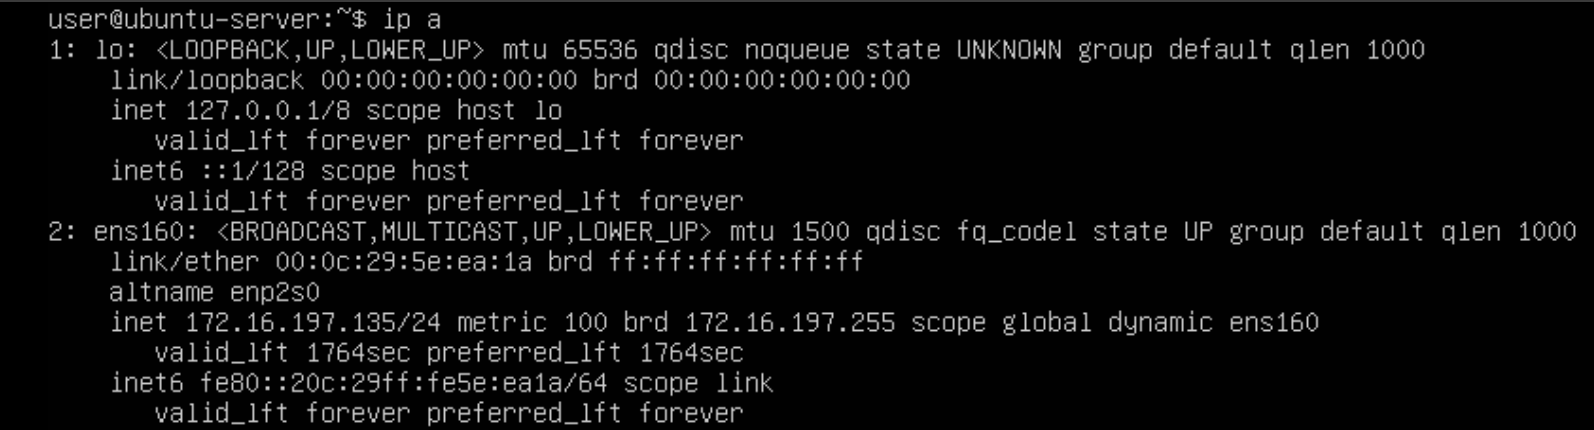 user@ubuntu-server:~$ ip a
1: lo: <LOOPBACK,UP,LOWER_UP> mtu 65536 qdisc noqueue state UNKNOWN group default qlen 1000
link/loopback 00:00:00:00:00:00 brd 00:00:00:00:00:00
inet 127.0.0.1/8 scope host lo
valid_lft forever preferred_lft forever
inet6 ::1/128 scope host
valid_lft forever preferred_lft forever
2: ens160: <BROADCAST,MULTICAST,UP,LOWER_UP> mtu 1500 qdisc fq_codel state UP group default qlen 1000
link/ether 00:0c:29:5e:ea:1a brd ff:ff:ff:ff:ff:ff
altname enp2s0
inet 172.16.197.135/24 metric 100 brd 172.16.197.255 scope global dynamic ens160
valid_lft 1764sec preferred_lft 1764sec
inet6 fe80::20c:29ff:fe5e:ea1a/64 scope link
valid_lft forever preferred_lft forever